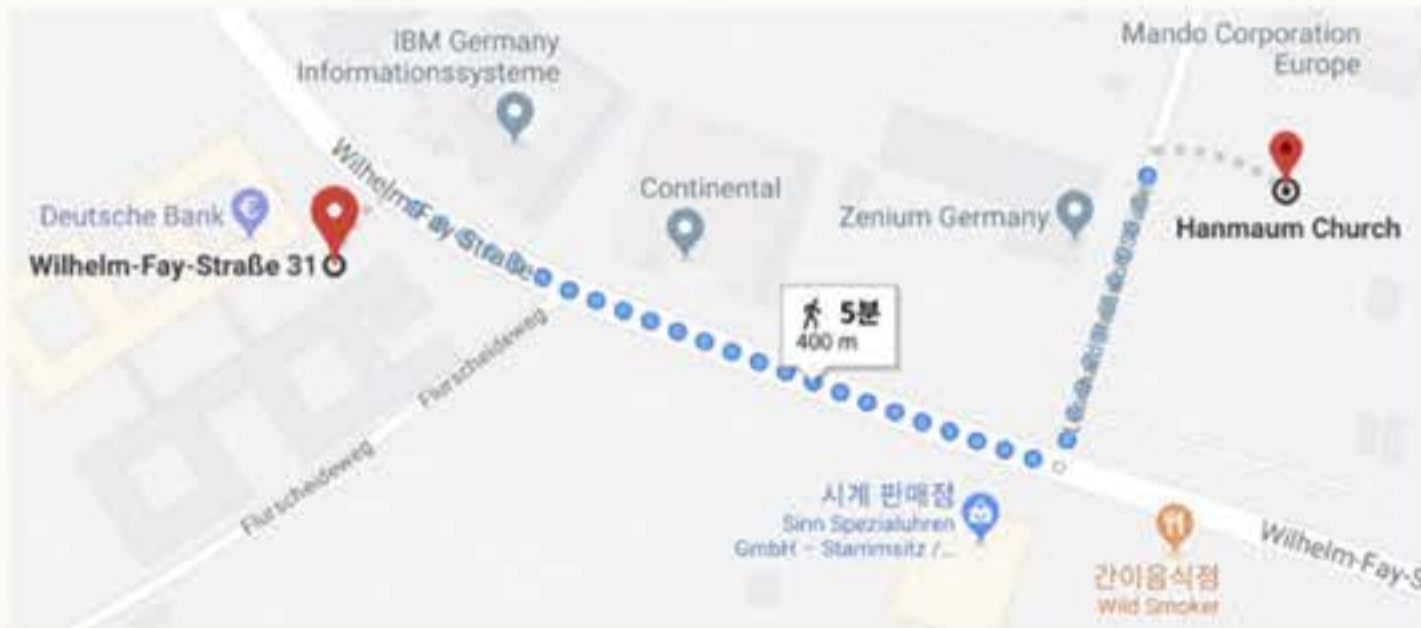 IBM Germany
Informationssysteme
Mando Corporation
Europe
Wilhelm-Fay-Straße
Deutsche Bank
Continental
Zenium Germany
Hanmaum Church
Wilhelm-Fay-Straße 31
5분
400 m
Flurscheideweg
Flurscheideweg
시계 판매점
Sinn Spezialuhren
GmbH - Stammsitz /...
Wilhelm-Fay-S
간이음식점
Wild Smoker